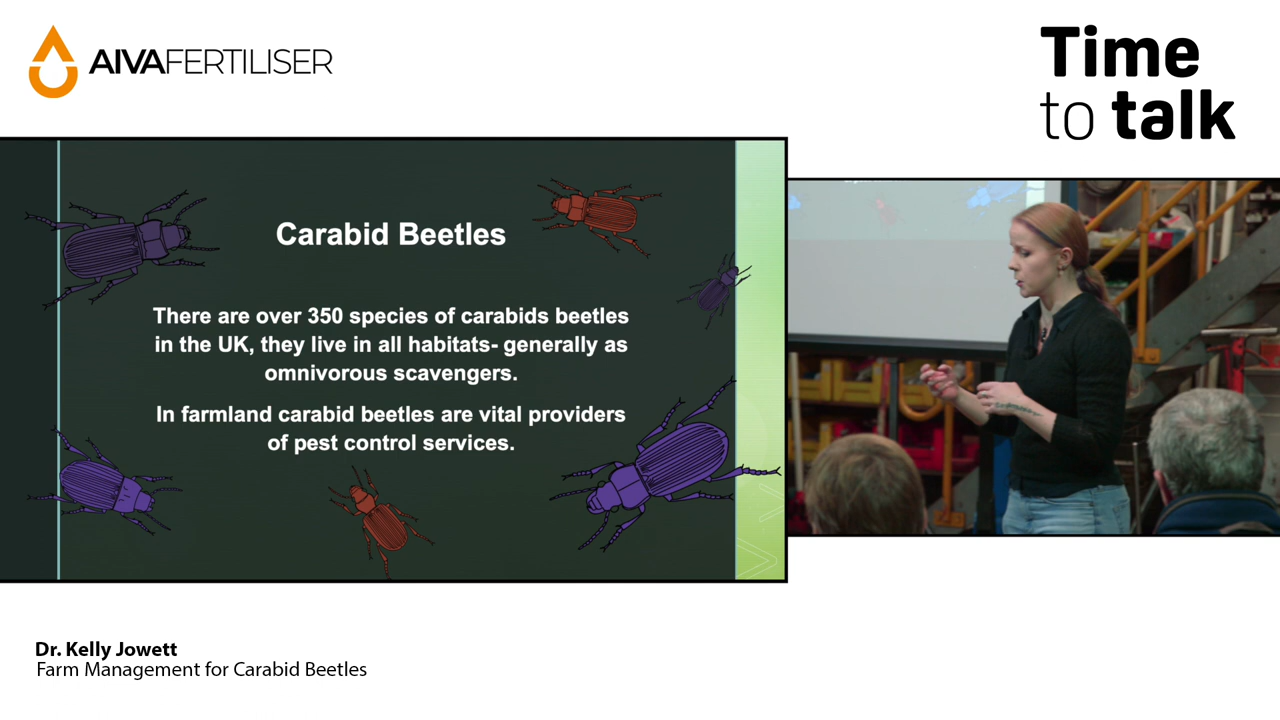 AIVAFERTILISER
Time
to talk
Carabid Beetles
There are over 350 species of carabids beetles
in the UK, they live in all habitats- generally as
omnivorous scavengers.
In farmland carabid beetles are vital providers
of pest control services.
Dr. Kelly Jowett
Farm Management for Carabid Beetles